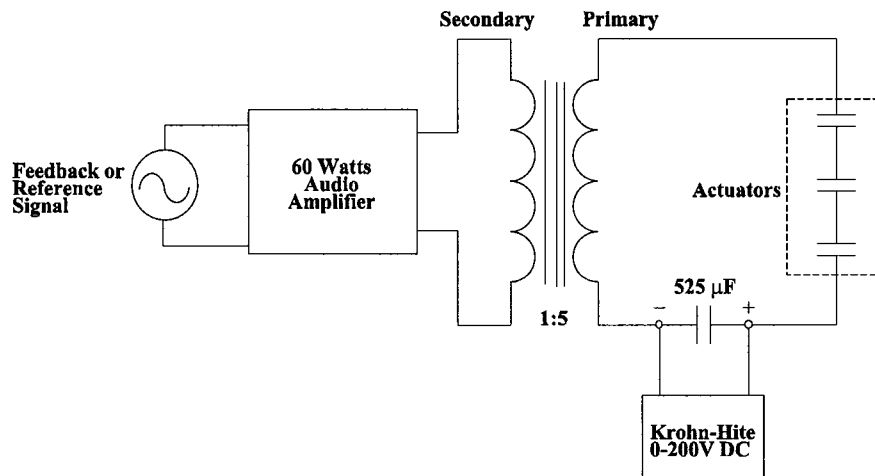 Secondary
Primary
Feedback or
Reference
Signal
60 Watts
Audio
Amplifier
Actuators
1:5
525 μF
− +
Krohn-Hite
0-200V DC